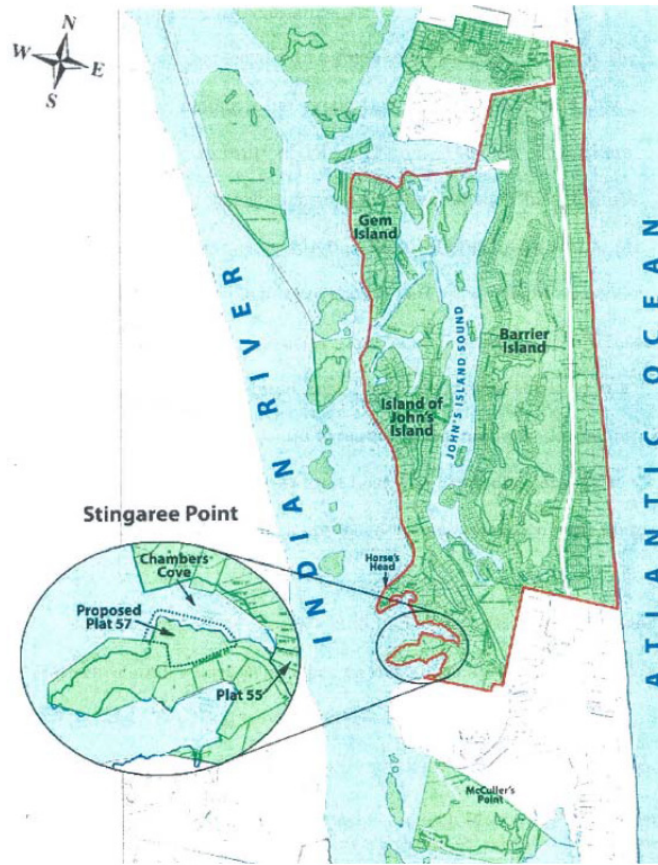 N
W
E
S
Gem
Island
INDIAN RIVER
JOHN'S ISLAND SOUND
Barrier
Island
Island of
John's
Island
ATLANTIC OCEAN
Stingaree Point
Chambers
Cove
Proposed
Plat 57
Plat 55
Horse's
Head
McCuller's
Point